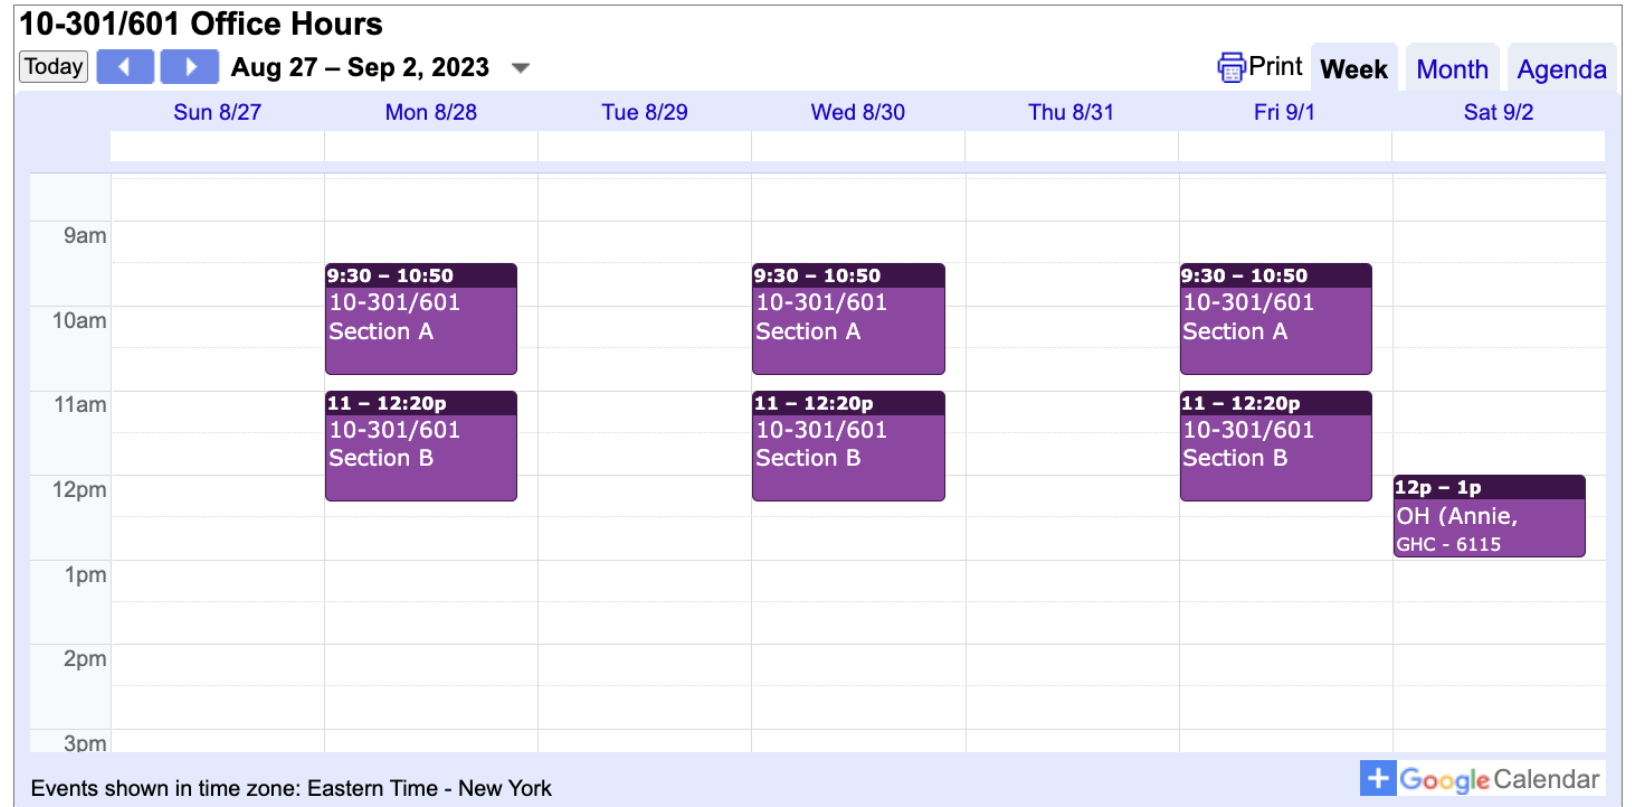 10-301/601 Office Hours
Today Aug 27 – Sep 2, 2023 Print Week Month Agenda
Sun 8/27 Mon 8/28 Tue 8/29 Wed 8/30 Thu 8/31 Fri 9/1 Sat 9/2
9am
9:30 – 10:50 9:30 – 10:50 9:30 – 10:50
10-301/601 10-301/601 10-301/601
10am
Section A Section A Section A
11am
11 – 12:20p 11 – 12:20p 11 – 12:20p
10-301/601 10-301/601 10-301/601
Section B Section B Section B
12pm
12p – 1p
OH (Annie,
GHC - 6115
1pm
2pm
3pm
Events shown in time zone: Eastern Time - New York
+ Google Calendar